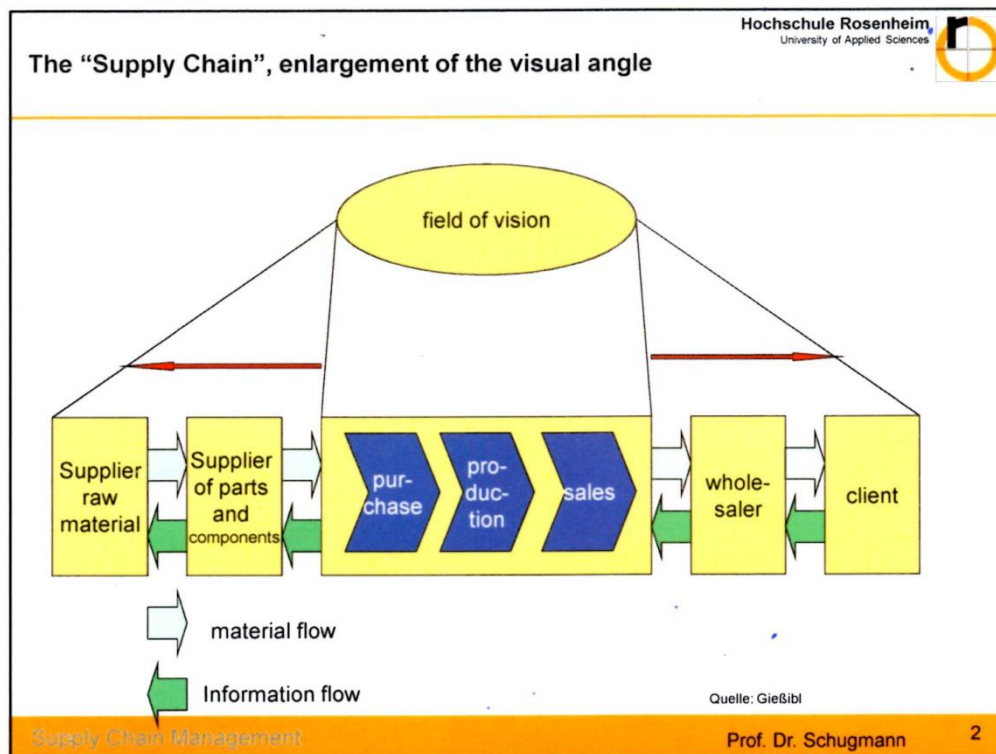 Hochschule Rosenheim
University of Applied Sciences
r
The “Supply Chain”, enlargement of the visual angle
field of vision
Supplier
raw
material
Supplier
of parts
and
components
pur-
chase
pro-
duc-
tion
sales
whole-
saler
client
material flow
Information flow
Quelle: Gießibl
Supply Chain Management
Prof. Dr. Schugmann
2